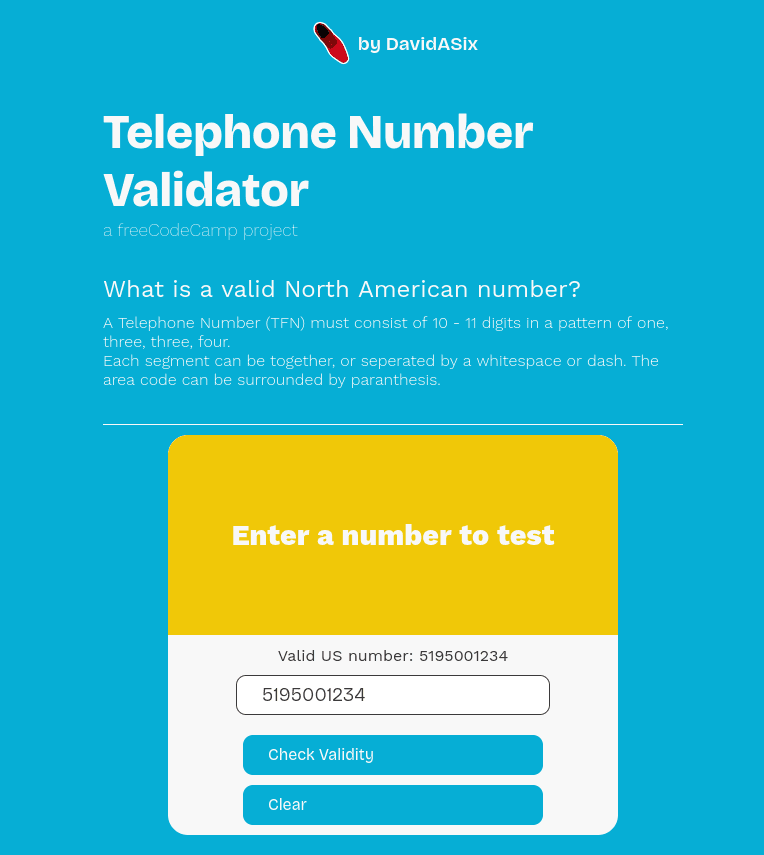 by DavidASix
Telephone Number
Validator
a freeCodeCamp project
What is a valid North American number?
A Telephone Number (TFN) must consist of 10 - 11 digits in a pattern of one,
three, three, four.
Each segment can be together, or seperated by a whitespace or dash. The
area code can be surrounded by paranthesis.
Enter a number to test
Valid US number: 5195001234
5195001234
Check Validity
Clear